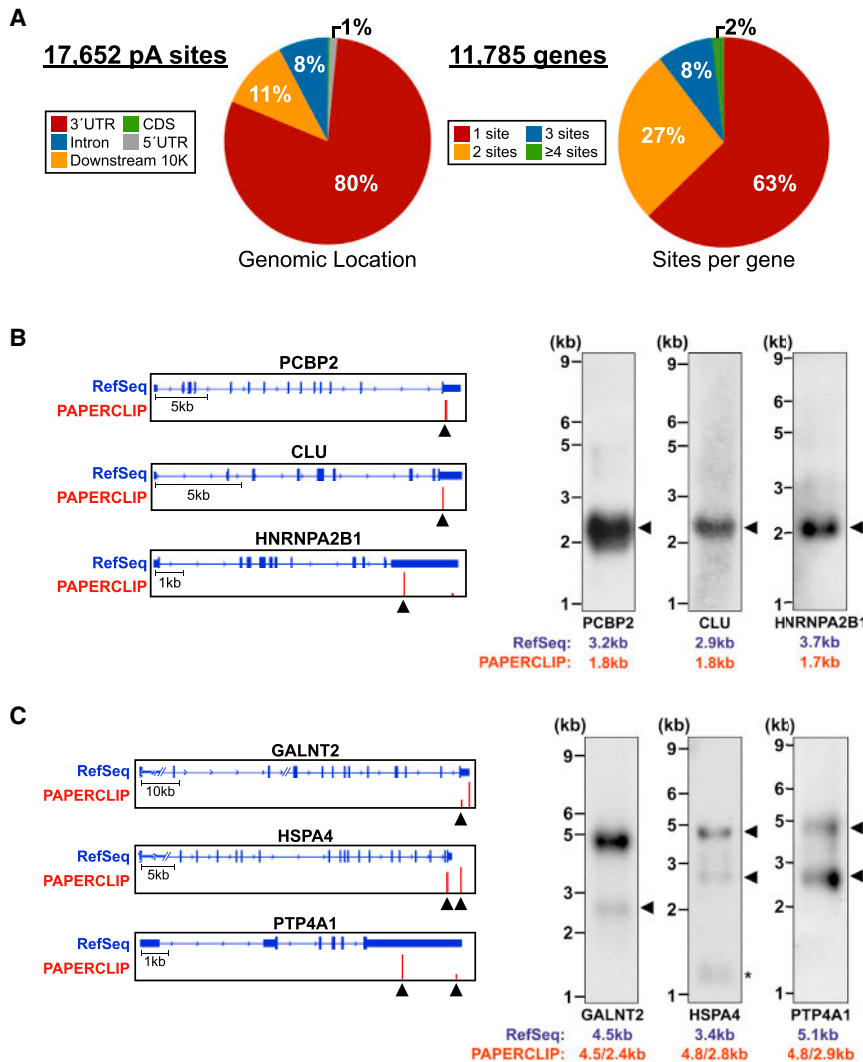 A
17,652 pA sites
1%
8%
11%
80%
3´UTR
CDS
Intron
5´UTR
Downstream 10K
Genomic Location
11,785 genes
2%
8%
27%
63%
1 site
3 sites
2 sites
≥4 sites
Sites per gene
B
PCBP2
RefSeq
PAPERCLIP
5kb
CLU
RefSeq
PAPERCLIP
5kb
HNRNPA2B1
RefSeq
PAPERCLIP
1kb
(kb) (kb) (kb)
9 9 9
6 6 6
5 5 5
3 3 3
2 2 2
1 1 1
PCBP2 CLU HNRNPA2B1
RefSeq: 3.2kb 2.9kb 3.7kb
PAPERCLIP: 1.8kb 1.8kb 1.7kb
C
GALNT2
RefSeq
PAPERCLIP
10kb
HSPA4
RefSeq
PAPERCLIP
5kb
PTP4A1
RefSeq
PAPERCLIP
1kb
(kb) (kb) (kb)
9 9 9
6 6 6
5 5 5
3 3 3
2 2 2
1 1 1
*
GALNT2 HSPA4 PTP4A1
RefSeq: 4.5kb 3.4kb 5.1kb
PAPERCLIP: 4.5/2.4kb 4.8/2.8kb 4.8/2.9kb